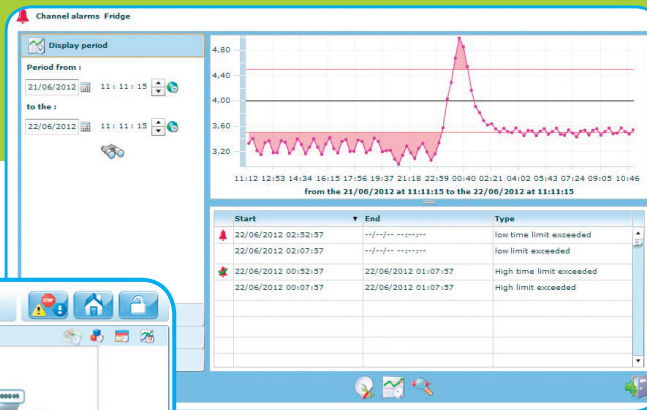 Channel alarms Fridge
Display period
Period from :
21/06/2012 11: 11: 15
to the :
22/06/2012 11: 11: 15
4,80
4,40
4,00
3,60
3,20
11:12 12:53 14:34 16:15 17:56 19:37 21:18 22:59 00:40 02:21 04:02 05:43 07:24 09:05 10:46
from the 21/06/2012 at 11:11:15 to the 22/06/2012 at 11:11:15
Start End Type
22/06/2012 02:52:57 --/--/-- --:--:-- low time limit exceeded
22/06/2012 02:07:57 --/--/-- --:--:-- low limit exceeded
22/06/2012 00:52:57 22/06/2012 01:07:57 High time limit exceeded
22/06/2012 00:07:57 22/06/2012 01:07:57 High limit exceeded
STOP